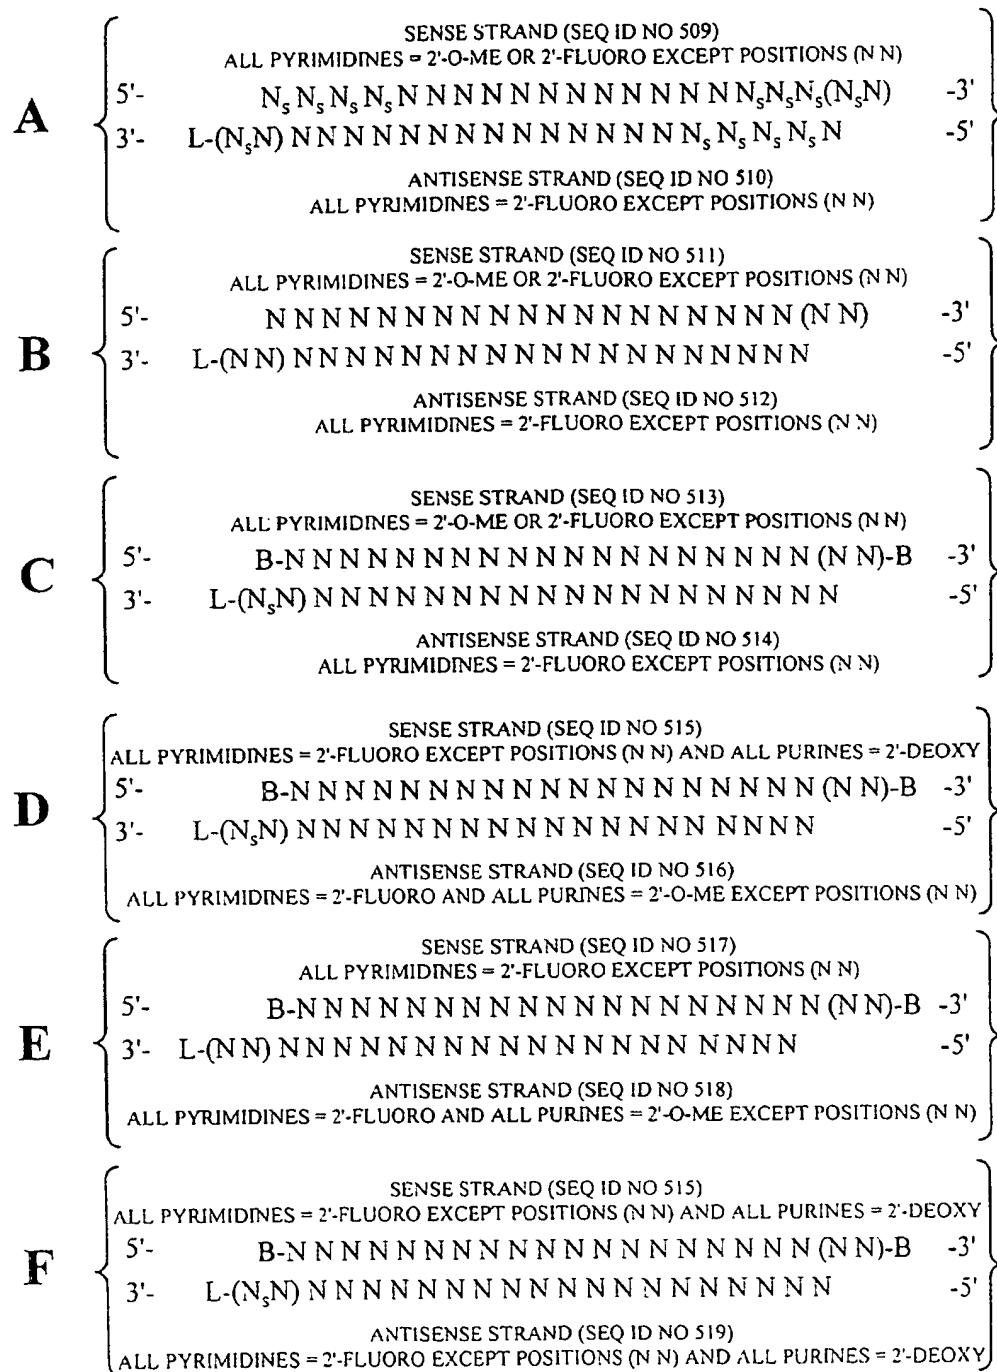 A
SENSE STRAND (SEQ ID NO 509)
ALL PYRIMIDINES = 2'-O-ME OR 2'-FLUORO EXCEPT POSITIONS (N N)
5'- NₛNₛNₛNₛN N N N N N N N N N N N NₛNₛNₛ(NₛN) -3'
3'- L-(NₛN) N N N N N N N N N N N N N N Nₛ Nₛ Nₛ Nₛ N -5'
ANTISENSE STRAND (SEQ ID NO 510)
ALL PYRIMIDINES = 2'-FLUORO EXCEPT POSITIONS (N N)
B
SENSE STRAND (SEQ ID NO 511)
ALL PYRIMIDINES = 2'-O-ME OR 2'-FLUORO EXCEPT POSITIONS (N N)
5'- N N N N N N N N N N N N N N N N N N N (N N) -3'
3'- L-(N N) N N N N N N N N N N N N N N N N N N N -5'
ANTISENSE STRAND (SEQ ID NO 512)
ALL PYRIMIDINES = 2'-FLUORO EXCEPT POSITIONS (N N)
C
SENSE STRAND (SEQ ID NO 513)
ALL PYRIMIDINES = 2'-O-ME OR 2'-FLUORO EXCEPT POSITIONS (N N)
5'- B-N N N N N N N N N N N N N N N N N N N (N N)-B -3'
3'- L-(NₛN) N N N N N N N N N N N N N N N N N N N -5'
ANTISENSE STRAND (SEQ ID NO 514)
ALL PYRIMIDINES = 2'-FLUORO EXCEPT POSITIONS (N N)
D
SENSE STRAND (SEQ ID NO 515)
ALL PYRIMIDINES = 2'-FLUORO EXCEPT POSITIONS (N N) AND ALL PURINES = 2'-DEOXY
5'- B-N N N N N N N N N N N N N N N N N N N (N N)-B -3'
3'- L-(NₛN) N N N N N N N N N N N N N N N N N N N -5'
ANTISENSE STRAND (SEQ ID NO 516)
ALL PYRIMIDINES = 2'-FLUORO AND ALL PURINES = 2'-O-ME EXCEPT POSITIONS (N N)
E
SENSE STRAND (SEQ ID NO 517)
ALL PYRIMIDINES = 2'-FLUORO EXCEPT POSITIONS (N N)
5'- B-N N N N N N N N N N N N N N N N N N N (N N)-B -3'
3'- L-(N N) N N N N N N N N N N N N N N N N N N N -5'
ANTISENSE STRAND (SEQ ID NO 518)
ALL PYRIMIDINES = 2'-FLUORO AND ALL PURINES = 2'-O-ME EXCEPT POSITIONS (N N)
F
SENSE STRAND (SEQ ID NO 515)
ALL PYRIMIDINES = 2'-FLUORO EXCEPT POSITIONS (N N) AND ALL PURINES = 2'-DEOXY
5'- B-N N N N N N N N N N N N N N N N N N N (N N)-B -3'
3'- L-(NₛN) N N N N N N N N N N N N N N N N N N N -5'
ANTISENSE STRAND (SEQ ID NO 519)
ALL PYRIMIDINES = 2'-FLUORO EXCEPT POSITIONS (N N) AND ALL PURINES = 2'-DEOXY